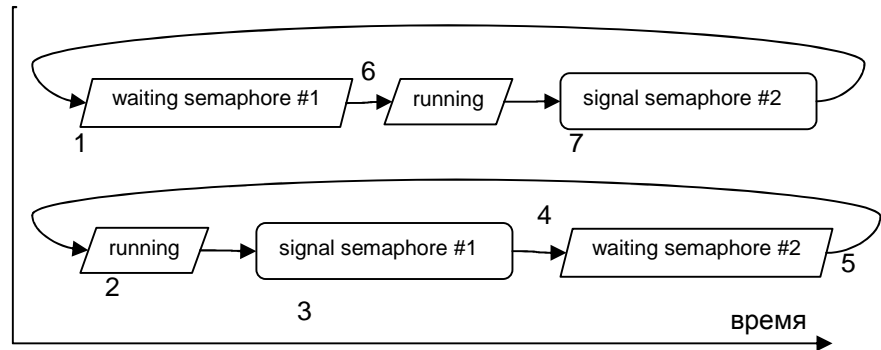 6
waiting semaphore #1
running
signal semaphore #2
1
7
4
running
signal semaphore #1
waiting semaphore #2
5
2
3
время